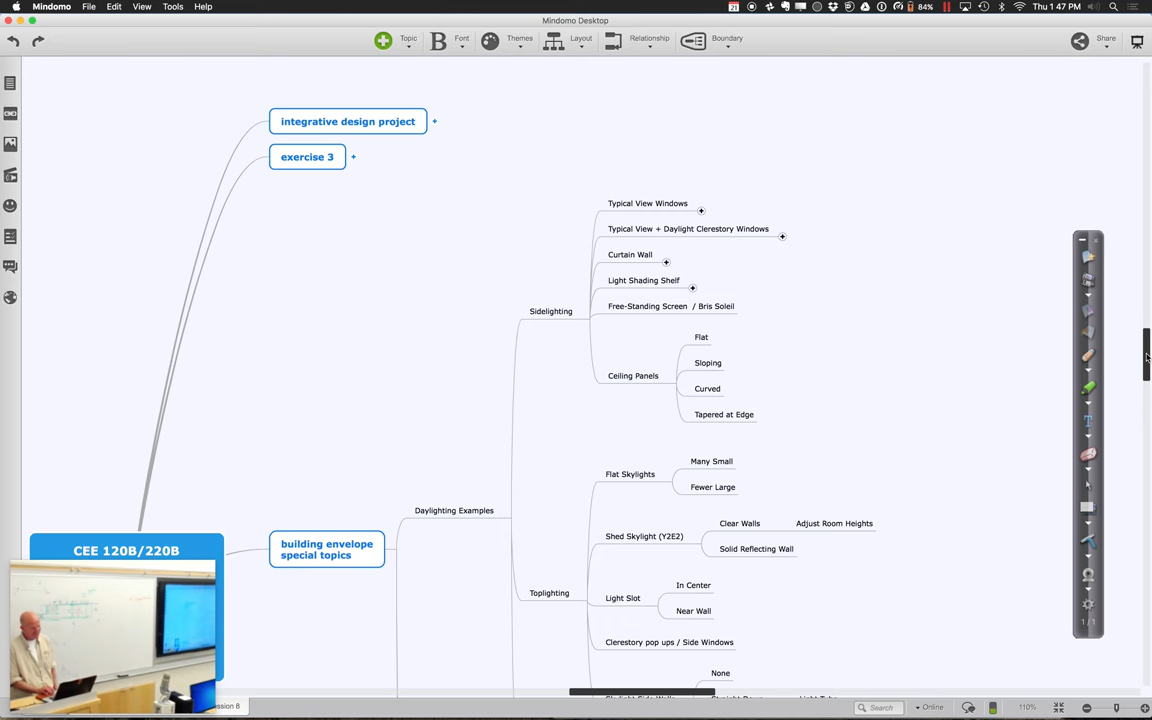 Mindomo File Edit View Tools Help
21 84% Thu 1 47 PM
Mindomo Desktop
Topic Font Themes Layout Relationship Boundary Share
integrative design project
exercise 3
Typical View Windows
Typical View + Daylight Clerestory Windows
Curtain Wall
Light Shading Shelf
Sidelighting
Free-Standing Screen / Bris Soleil
Flat
Sloping
Ceiling Panels
Curved
Tapered at Edge
Flat Skylights
Many Small
Fewer Large
Daylighting Examples
Shed Skylight (Y2E2)
Clear Walls
Adjust Room Heights
Solid Reflecting Wall
building envelope
special topics
CEE 120B/220B
Toplighting
Light Slot
In Center
Near Wall
Clerestory pop ups / Side Windows
None
1 / 1
Search Online 110%